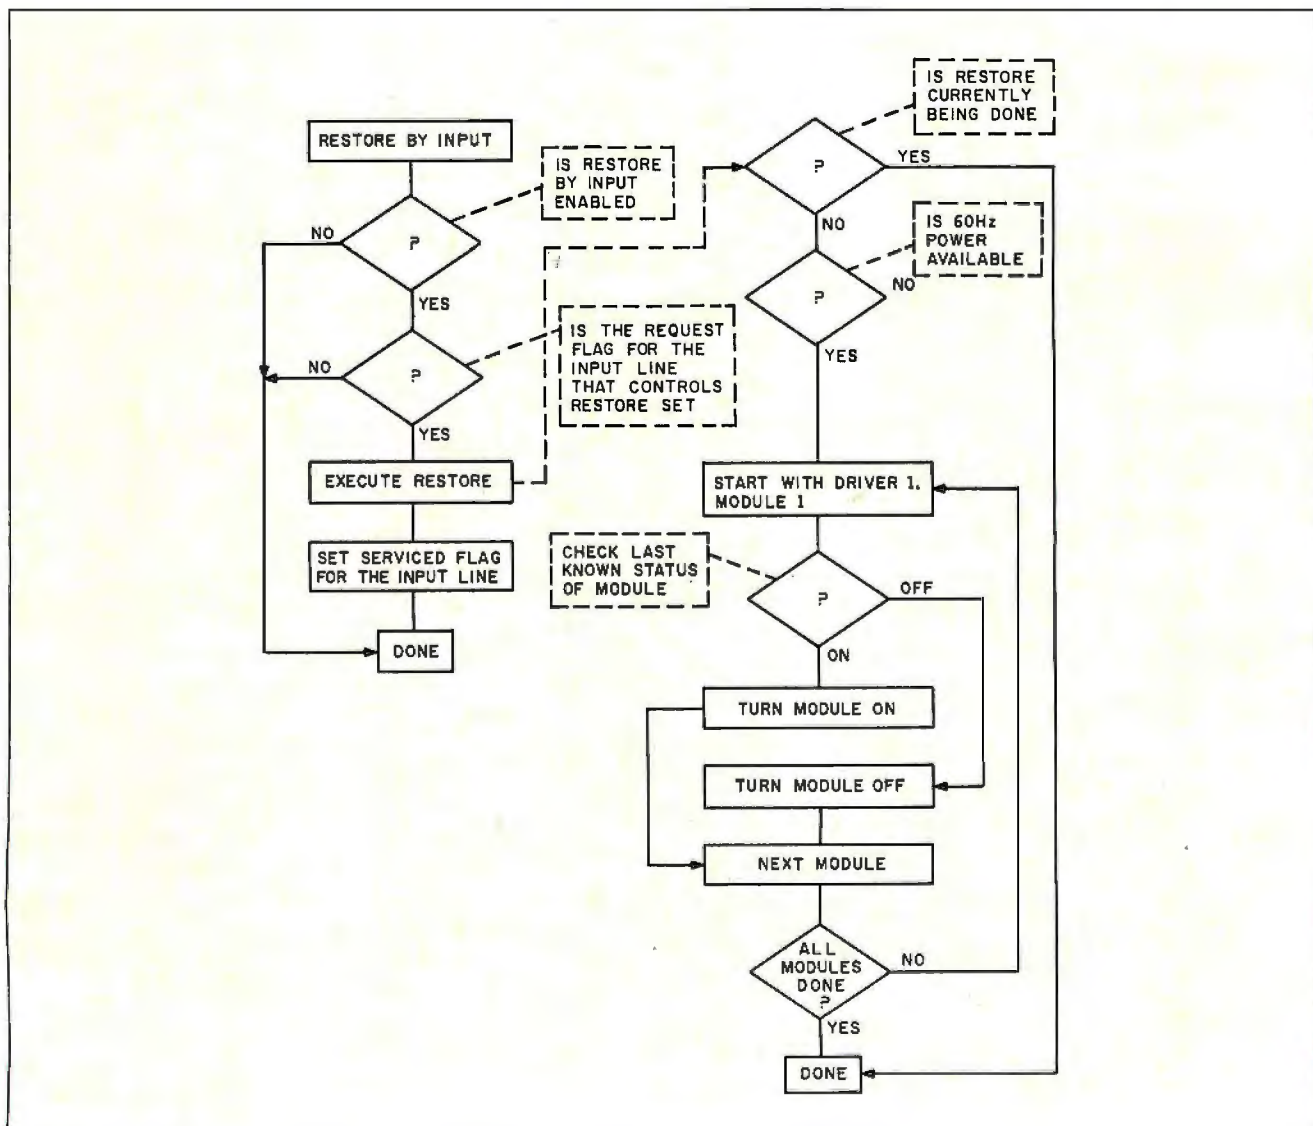 RESTORE BY INPUT
IS RESTORE
BY INPUT
ENABLED
?
NO
YES
IS THE REQUEST
FLAG FOR THE
INPUT LINE
THAT CONTROLS
RESTORE SET
?
NO
YES
EXECUTE RESTORE
SET SERVICED FLAG
FOR THE INPUT LINE
DONE
IS RESTORE
CURRENTLY
BEING DONE
?
YES
NO
IS 60Hz
POWER
AVAILABLE
?
NO
YES
START WITH DRIVER 1,
MODULE 1
CHECK LAST
KNOWN STATUS
OF MODULE
?
OFF
ON
TURN MODULE ON
TURN MODULE OFF
NEXT MODULE
ALL
MODULES
DONE
?
NO
YES
DONE